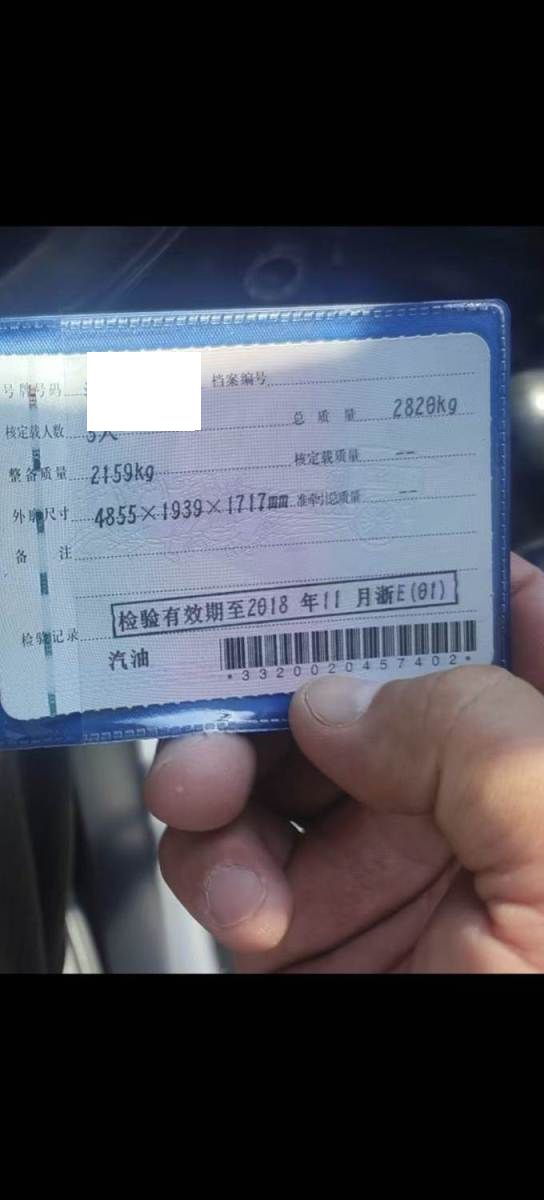 号牌号码
档案编号
核定载人数 5人
总质量 2820kg
整备质量 2159kg
核定载质量 --
外廓尺寸 4855×1939×1717mm
准牵引总质量 --
备注
检验有效期至2018年11月浙E(01)
检验记录
汽油
*3320020457402*